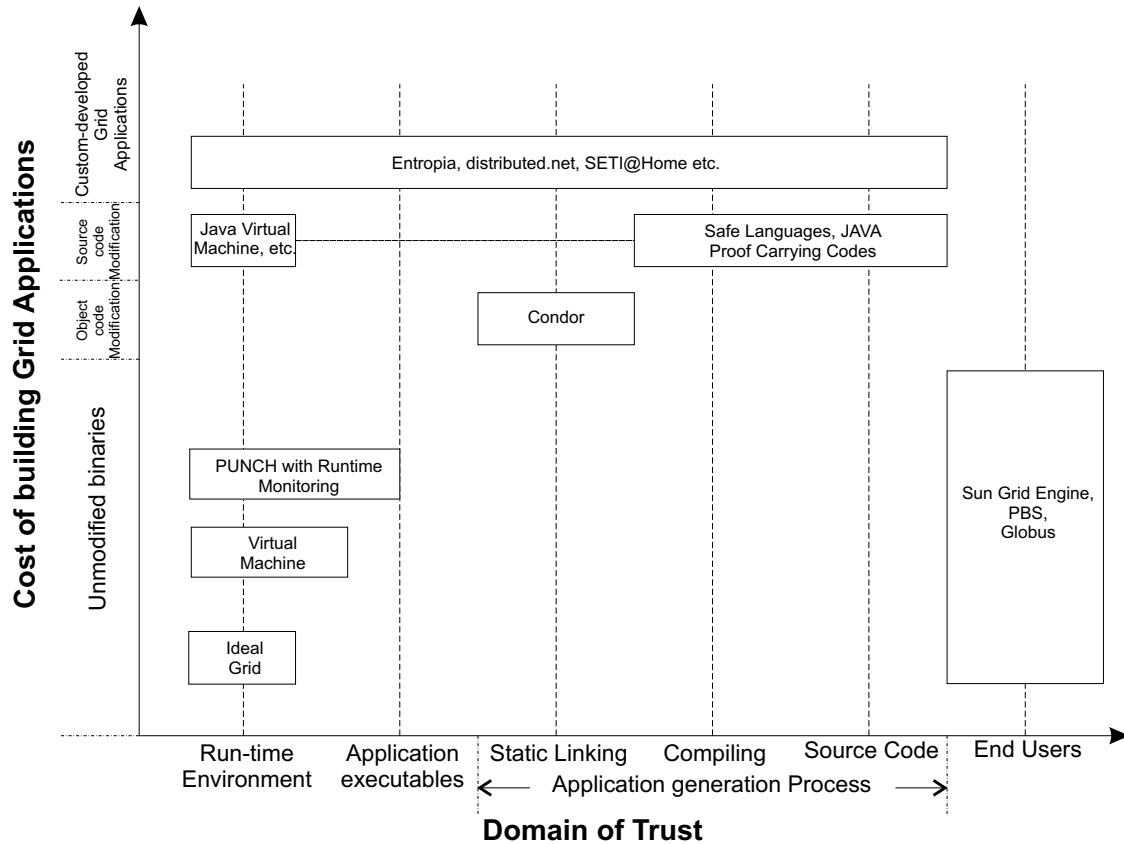 Cost of building Grid Applications
Custom-developed
Grid
Applications
Entropia, distributed.net, SETI@Home etc.
Source
code
Modification
Java Virtual
Machine, etc.
Safe Languages, JAVA
Proof Carrying Codes
Object
code
Modification
Condor
Unmodified binaries
PUNCH with Runtime
Monitoring
Virtual
Machine
Ideal
Grid
Sun Grid Engine,
PBS,
Globus
Run-time
Environment
Application
executables
Static Linking
Compiling
Source Code
End Users
Application generation Process
Domain of Trust